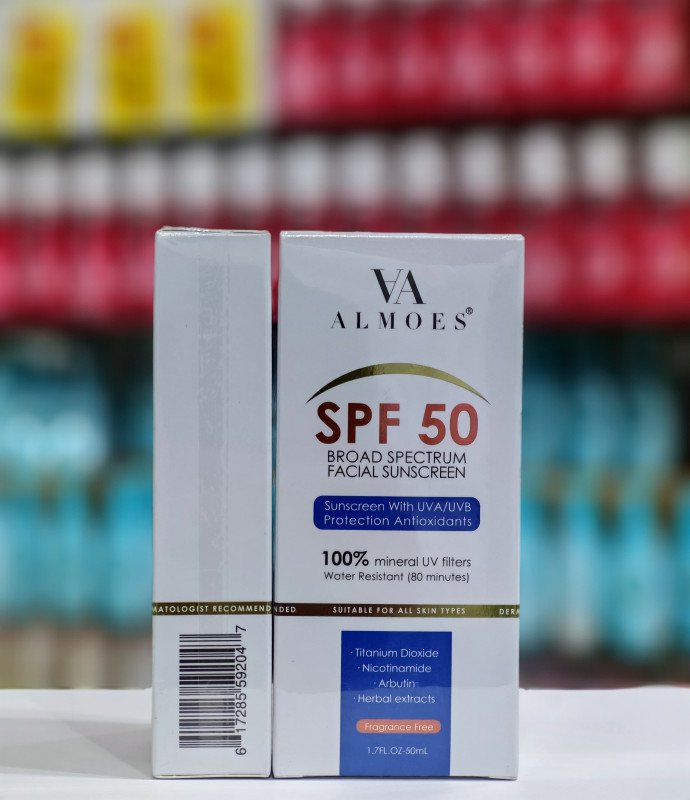 VA
ALMOES®
SPF 50
BROAD SPECTRUM
FACIAL SUNSCREEN
Sunscreen With UVA/UVB
Protection Antioxidants
100% mineral UV filters
Water Resistant (80 minutes)
MATOLOGIST RECOMMENDED
SUITABLE FOR ALL SKIN TYPES
DERM
· Titanium Dioxide
· Nicotinamide
· Arbutin
· Herbal extracts
Fragrance Free
1.7FL.OZ-50mL
6 17285 59204 7